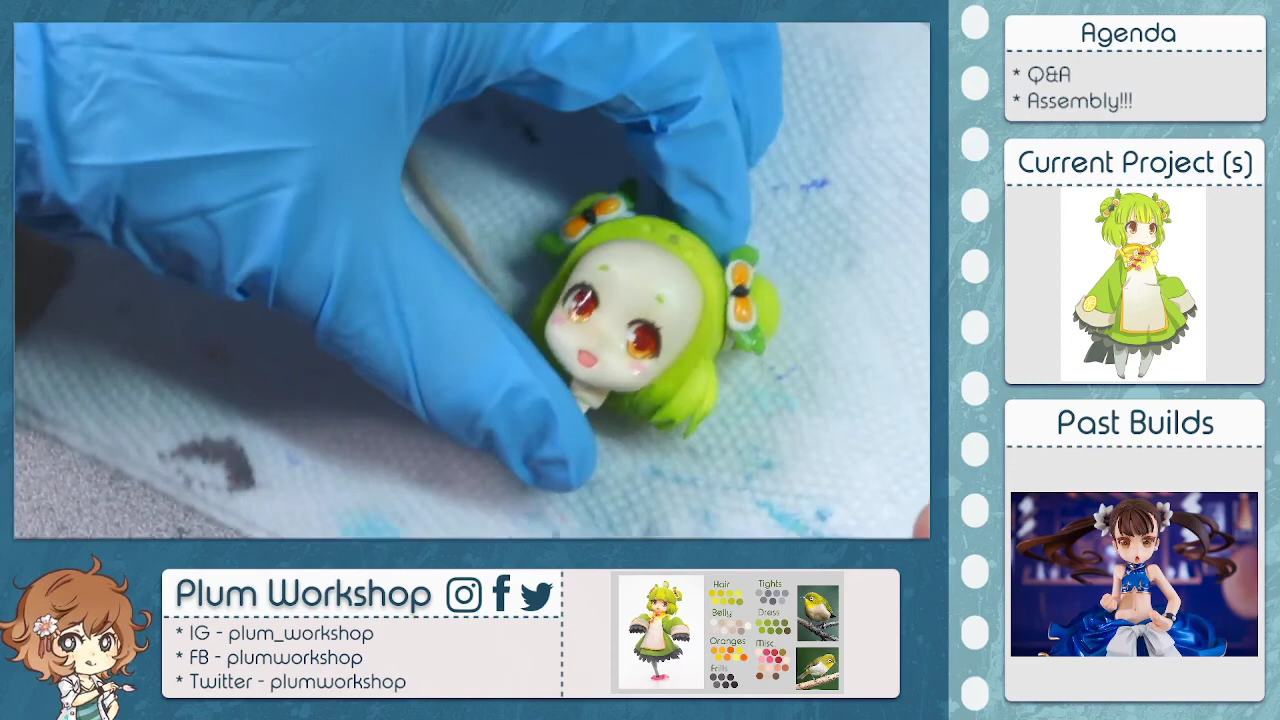 Agenda
* Q&A
* Assembly!!!
Current Project (s)
Past Builds
Plum Workshop
* IG - plum_workshop
* FB - plumworkshop
* Twitter - plumworkshop
Hair
Tights
Belly
Dress
Oranges
Misc
Frills